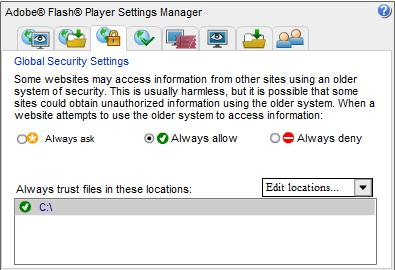 Adobe® Flash® Player Settings Manager
?
Global Security Settings
Some websites may access information from other sites using an older
system of security. This is usually harmless, but it is possible that some
sites could obtain unauthorized information using the older system. When a
website attempts to use the older system to access information:
Always ask Always allow Always deny
Always trust files in these locations: Edit locations...
C:\